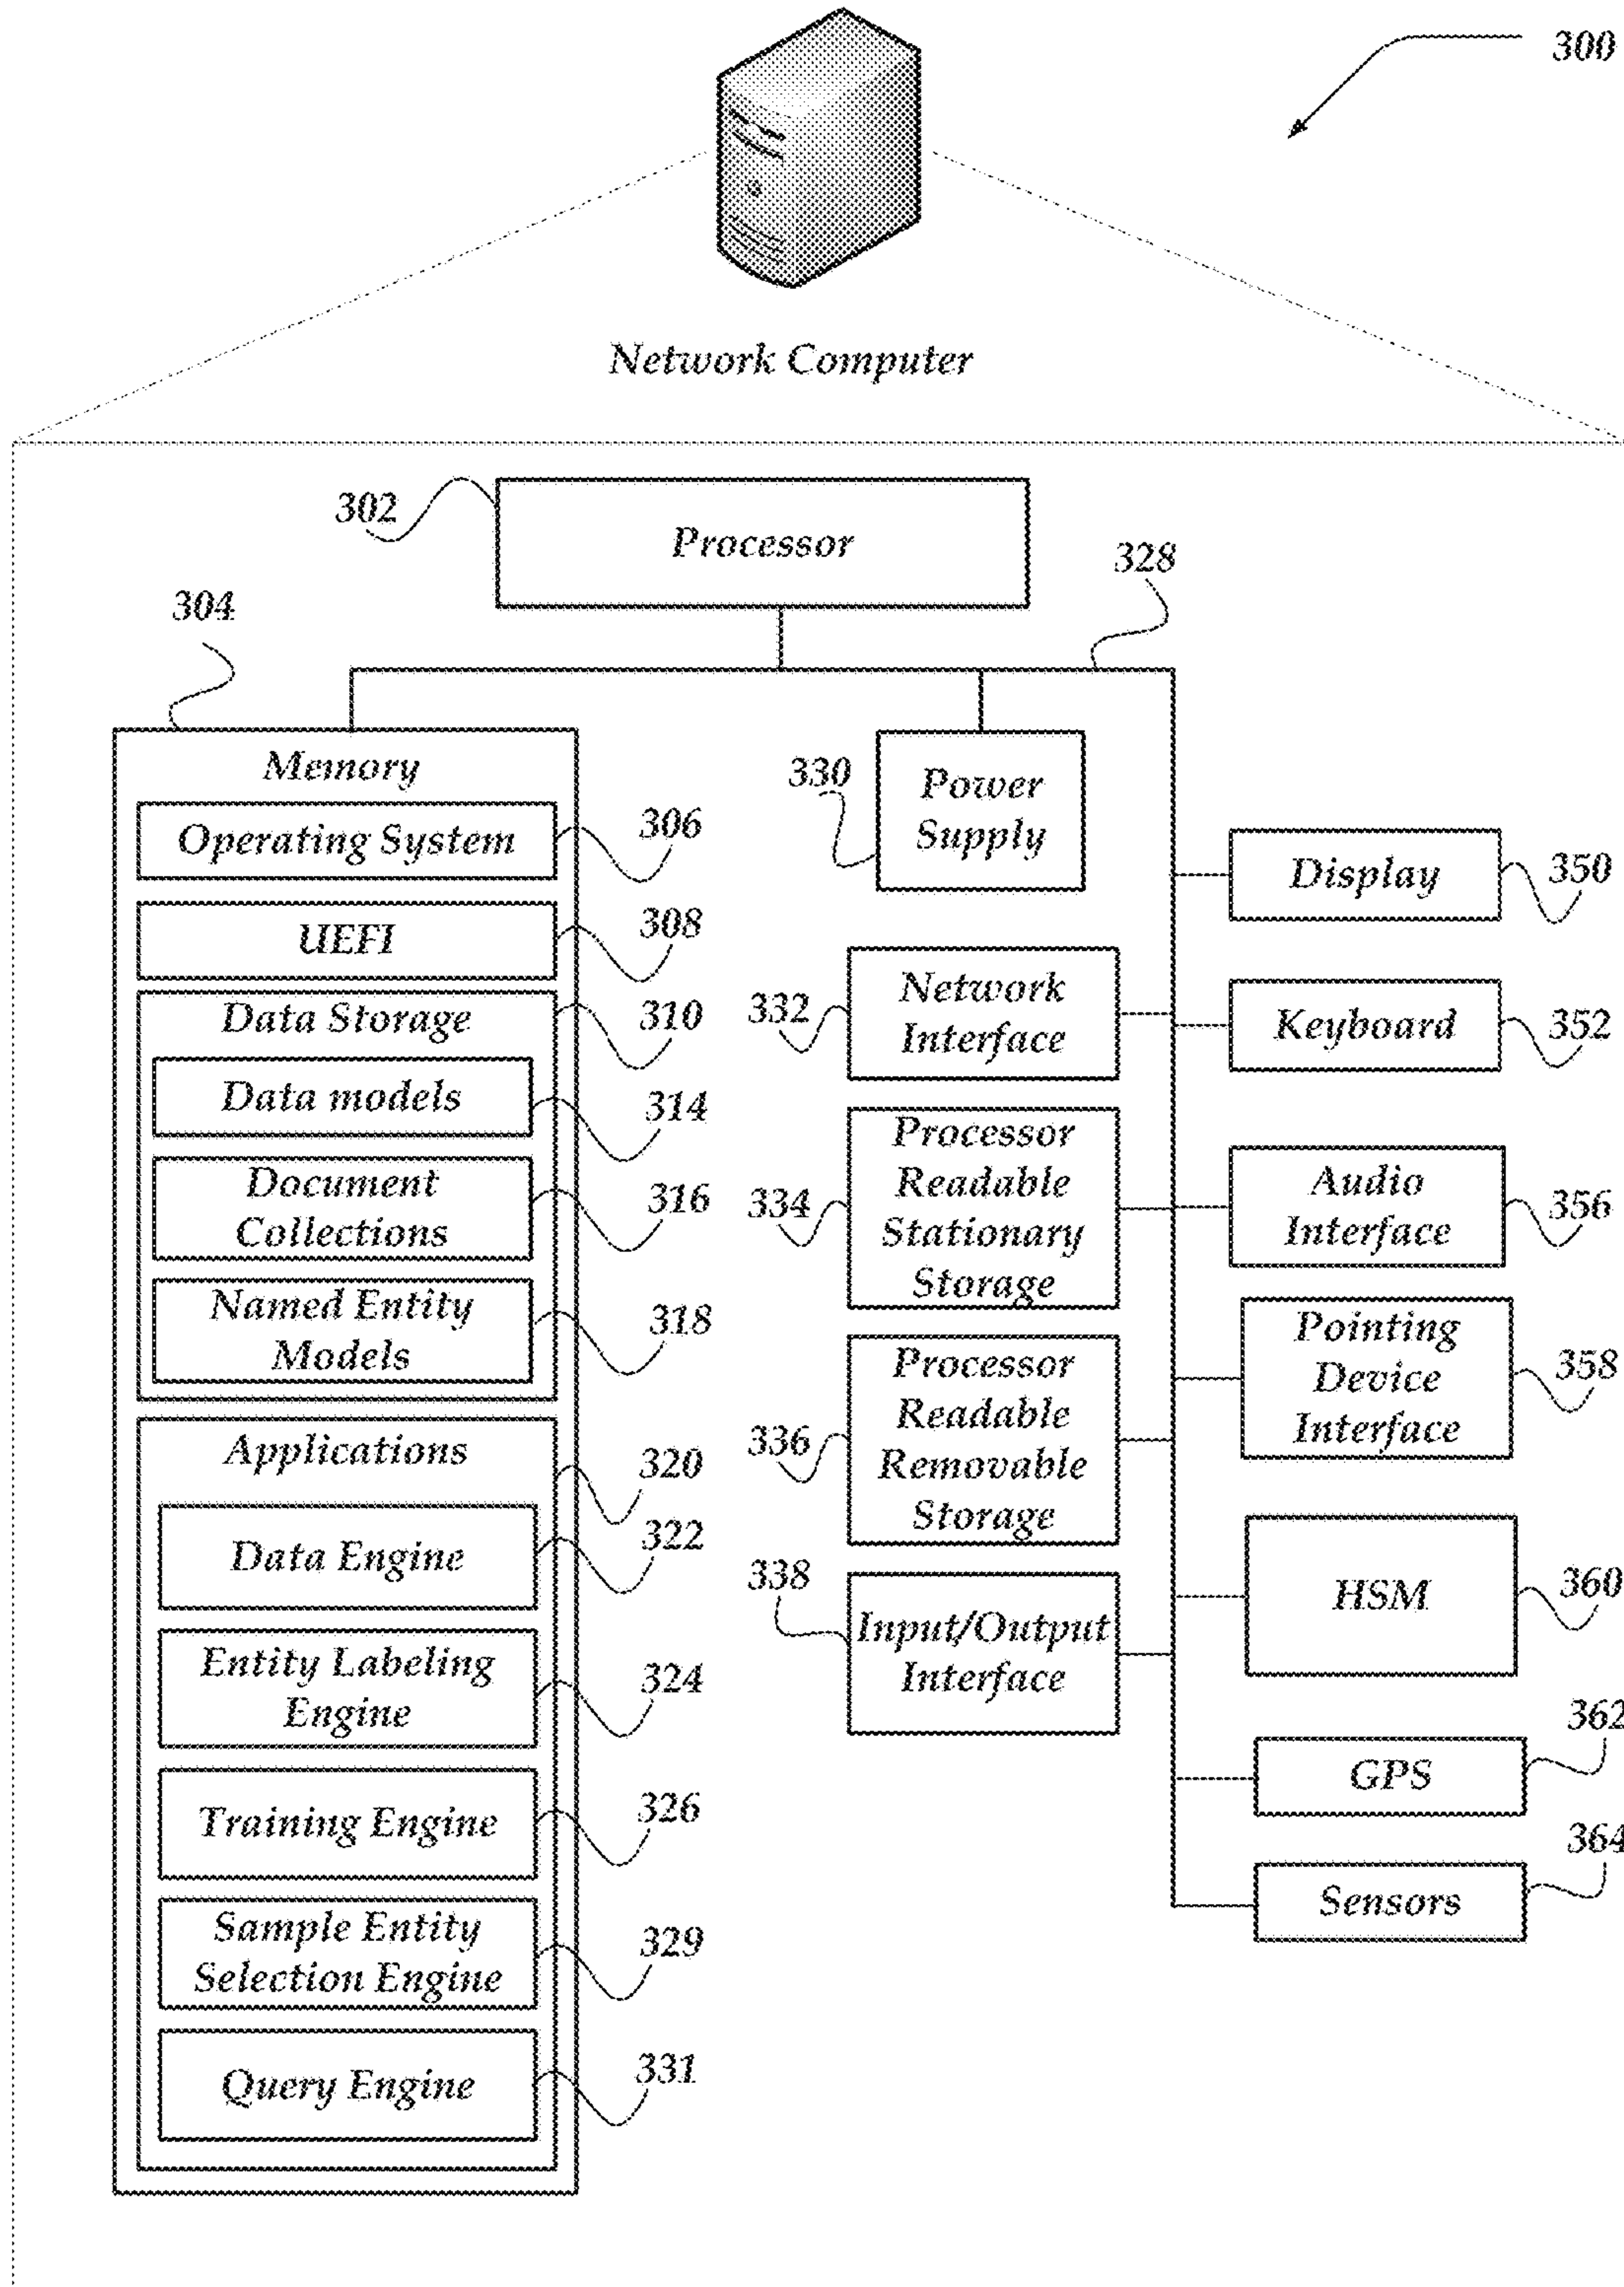 300
Network Computer
302
Processor
328
304
Memory
Operating System
306
UEFI
308
Data Storage
310
Data models
314
Document
Collections
316
Named Entity
Models
318
Applications
320
Data Engine
322
Entity Labeling
Engine
324
Training Engine
326
Sample Entity
Selection Engine
329
Query Engine
331
330
Power
Supply
332
Network
Interface
334
Processor
Readable
Stationary
Storage
336
Processor
Readable
Removable
Storage
338
Input/Output
Interface
Display
350
Keyboard
352
Audio
Interface
356
Pointing
Device
Interface
358
HSM
360
GPS
362
Sensors
364